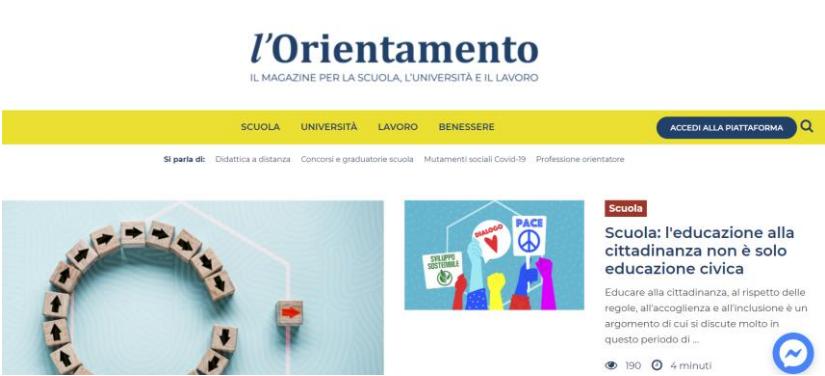 l'Orientamento
IL MAGAZINE PER LA SCUOLA, L'UNIVERSITÀ E IL LAVORO
SCUOLA UNIVERSITÀ LAVORO BENESSERE ACCEDI ALLA PIATTAFORMA
Si parla di: Didattica a distanza Concorsi e graduatorie scuola Mutamenti sociali Covid-19 Professione orientatore
SVILUPPO
SOSTENIBILE
DIALOGO
PACE
Scuola
Scuola: l'educazione alla
cittadinanza non è solo
educazione civica
Educare alla cittadinanza, al rispetto delle
regole, all'accoglienza e all'inclusione è un
argomento di cui si discute molto in
questo periodo di ...
190 4 minuti